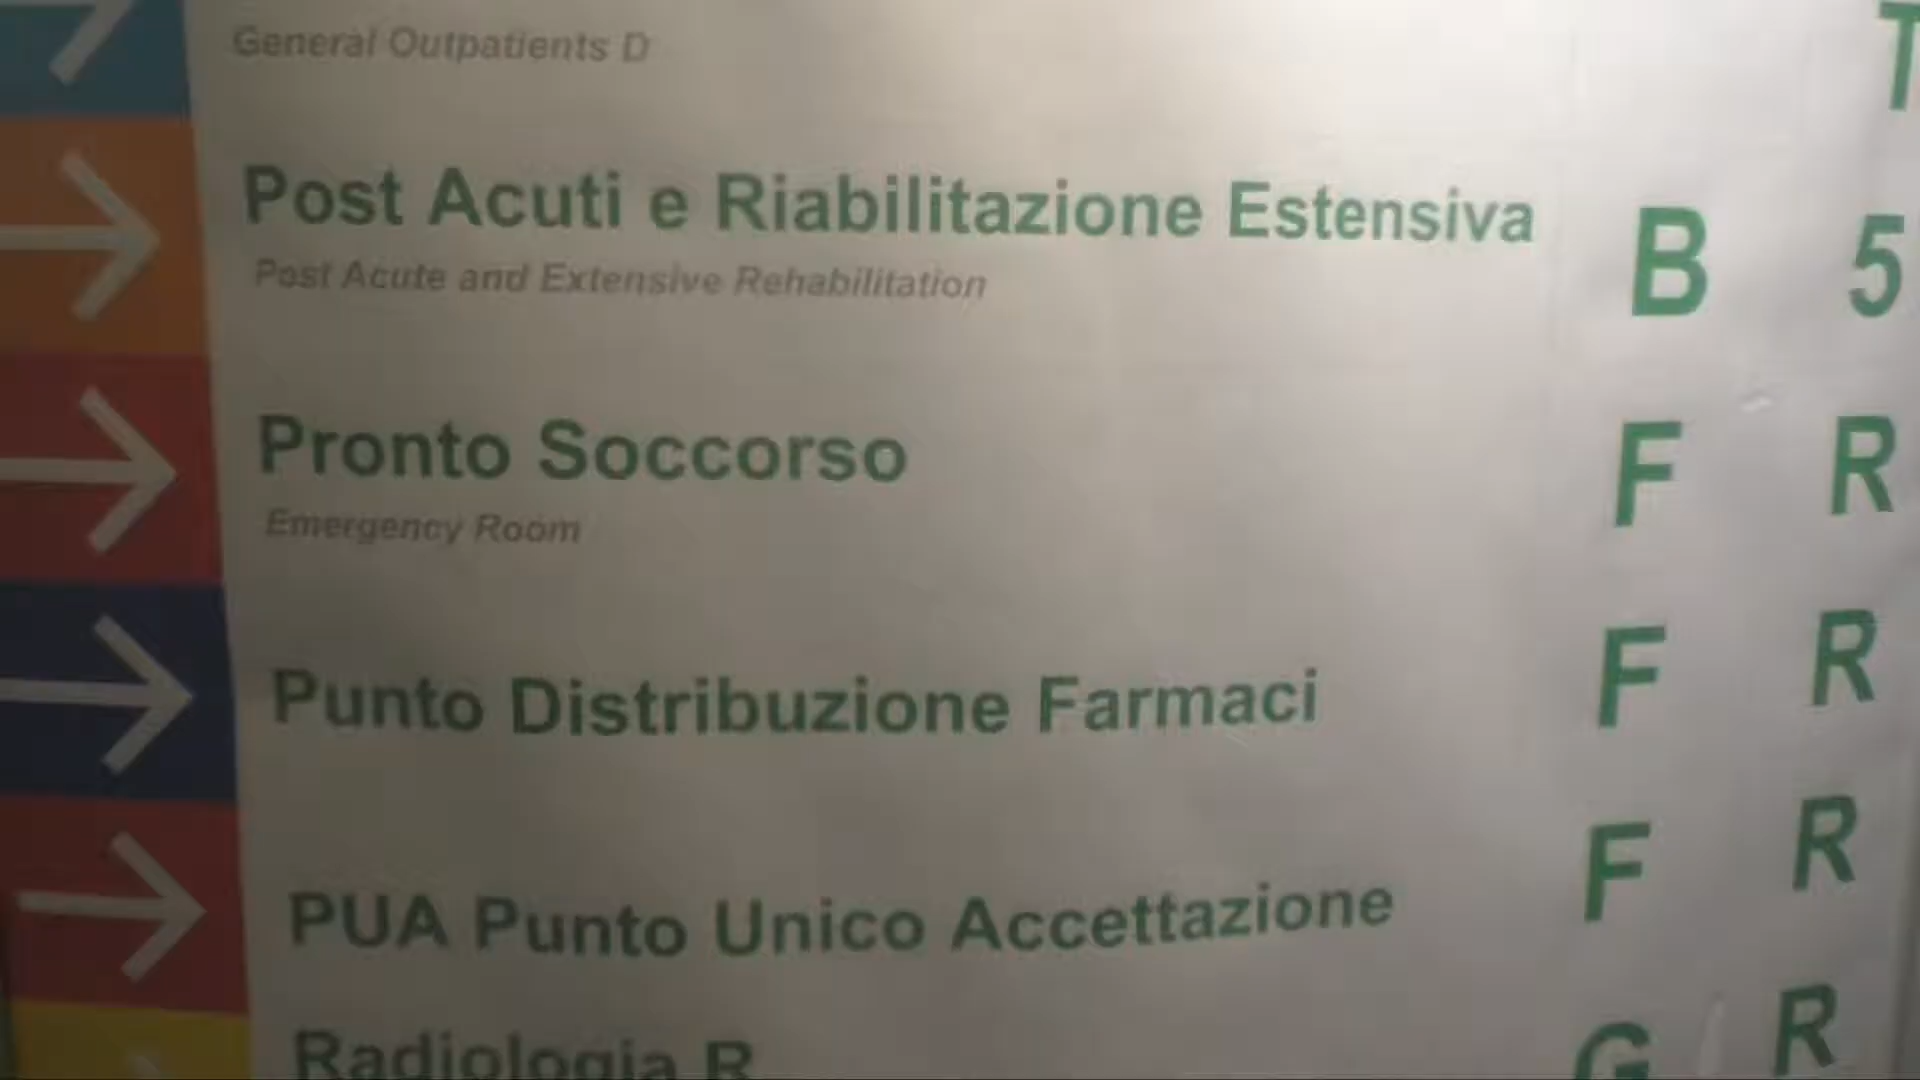 General Outpatients D T
Post Acuti e Riabilitazione Estensiva B 5
Post Acute and Extensive Rehabilitation
Pronto Soccorso F R
Emergency Room
Punto Distribuzione Farmaci F R
PUA Punto Unico Accettazione F R
Radiologia R G R